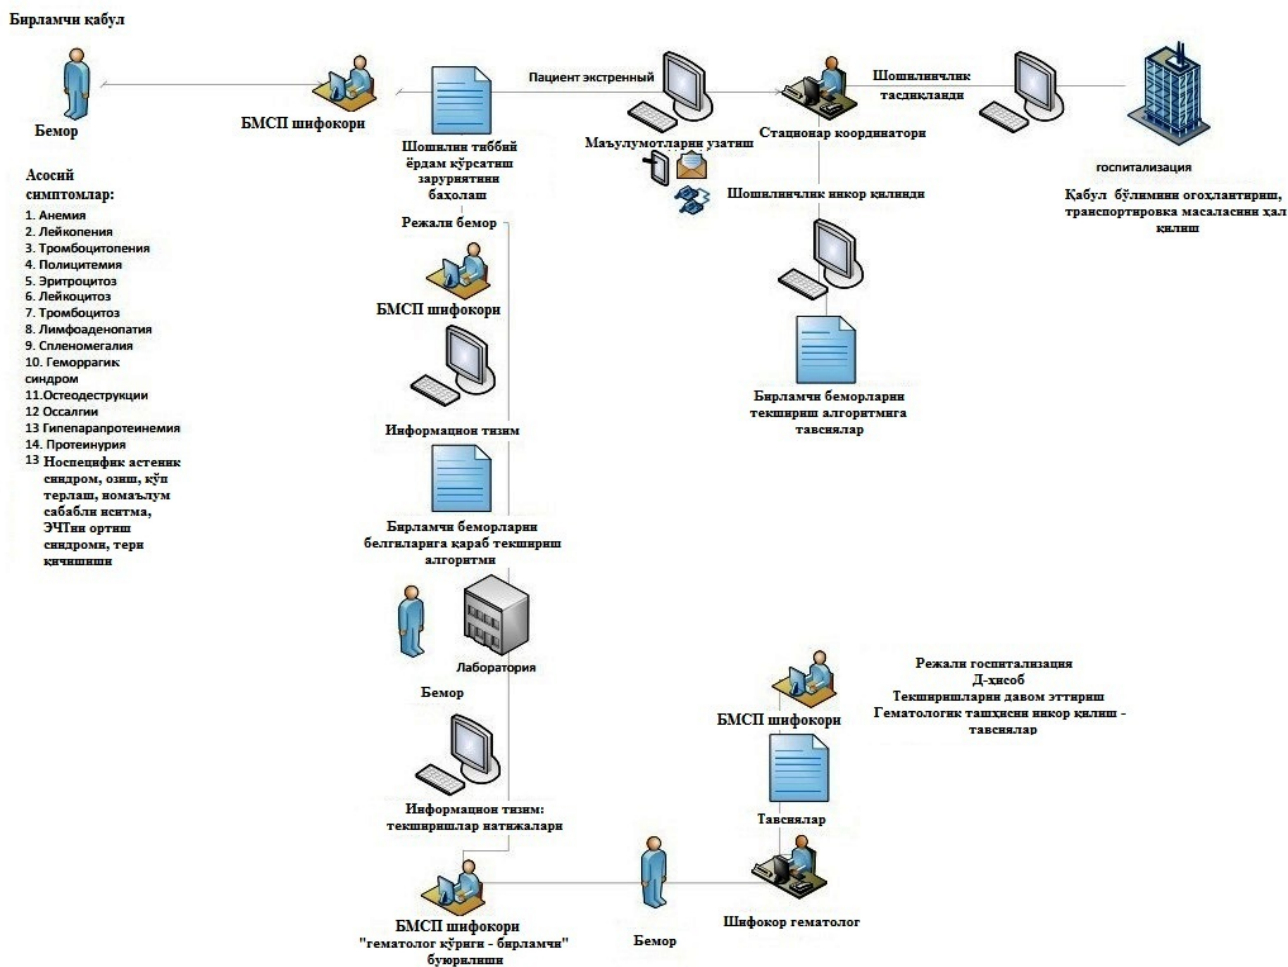 Бирламчи қабул
Бемор
БМСП шифокори
Шошилин тиббий
ёрдам кўрсатиш
заруриятини
баҳолаш
Пациент экстренный
Маъулумотларни узатиш
Стационар координатори
Шошилинчлик
тасдиқланди
госпитализация
Қабул бўлимини огоҳлантириш,
транспортировка масаласини ҳал
қилиш
Шошилинчлик инкор қилинди
Бирламчи беморларни
текшириш алгоритмига
тавсиялар
Асосий
симптомлар:
1. Анемия
2. Лейкопения
3. Тромбоцитопения
4. Полицитемия
5. Эритроцитоз
6. Лейкоцитоз
7. Тромбоцитоз
8. Лимфоаденопатия
9. Спленомегалия
10. Геморрагик
синдром
11.Остеодеструкции
12 Оссалгии
13 Гипепарапротеинемия
14. Протеинурия
13 Носпецифик астеник
синдром, озиш, кўп
терлаш, номаълум
сабабли иситма,
ЭЧТни ортиш
синдроми, тери
қичишиши
Режали бемор
БМСП шифокори
Информацион тизим
Бирламчи беморларни
белгиларига қараб текшириш
алгоритми
Лаборатория
Бемор
Информацион тизим:
текширишлар натижалари
БМСП шифокори
"гематолог кўриги - бирламчи"
буюрилиши
Бемор
Шифокор гематолог
Тавсиялар
БМСП шифокори
Режали госпитализация
Д-ҳисоб
Текширишларни давом эттириш
Гематологик ташҳисни инкор қилиш -
тавсиялар